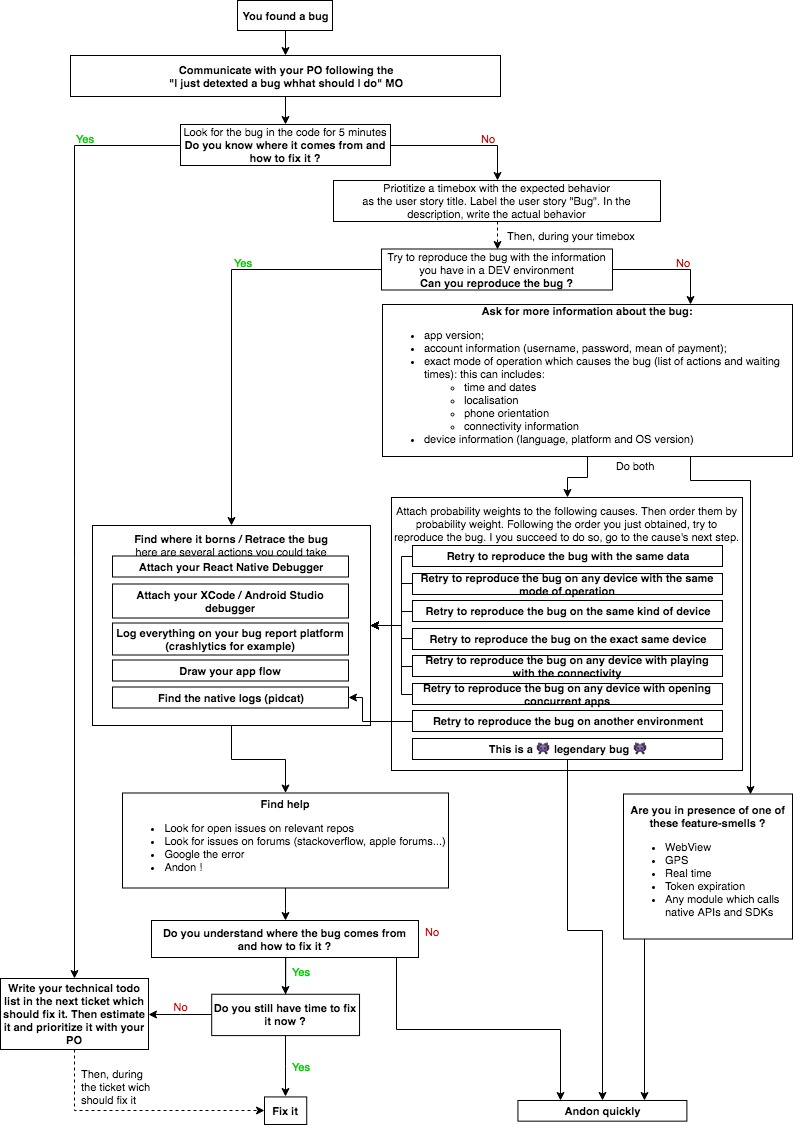 You found a bug
Communicate with your PO following the
"I just detexted a bug whhat should I do" MO
Yes
Look for the bug in the code for 5 minutes
Do you know where it comes from and
how to fix it ?
No
Priotitize a timebox with the expected behavior
as the user story title. Label the user story "Bug". In the
description, write the actual behavior
Then, during your timebox
Yes
Try to reproduce the bug with the information
you have in a DEV environment
Can you reproduce the bug ?
No
Ask for more information about the bug:
• app version;
• account information (username, password, mean of payment);
• exact mode of operation which causes the bug (list of actions and waiting
times): this can includes:
◦ time and dates
◦ localisation
◦ phone orientation
◦ connectivity information
• device information (language, platform and OS version)
Do both
Attach probability weights to the following causes. Then order them by
probability weight. Following the order you just obtained, try to
reproduce the bug. I you succeed to do so, go to the cause's next step.
Retry to reproduce the bug with the same data
Retry to reproduce the bug on any device with the same
mode of operation
Retry to reproduce the bug on the same kind of device
Retry to reproduce the bug on the exact same device
Retry to reproduce the bug on any device with playing
with the connectivity
Retry to reproduce the bug on any device with opening
concurrent apps
Retry to reproduce the bug on another environment
This is a 👾 legendary bug 👾
Find where it borns / Retrace the bug
here are several actions you could take
Attach your React Native Debugger
Attach your XCode / Android Studio
debugger
Log everything on your bug report platform
(crashlytics for example)
Draw your app flow
Find the native logs (pidcat)
Find help
• Look for open issues on relevant repos
• Look for issues on forums (stackoverflow, apple forums...)
• Google the error
• Andon !
Are you in presence of one of
these feature-smells ?
• WebView
• GPS
• Real time
• Token expiration
• Any module which calls
native APIs and SDKs
Do you understand where the bug comes from
and how to fix it ?
No
Yes
Write your technical todo
list in the next ticket which
should fix it. Then estimate
it and prioritize it with your
PO
No
Do you still have time to fix
it now ?
Yes
Then, during
the ticket wich
should fix it
Fix it
Andon quickly